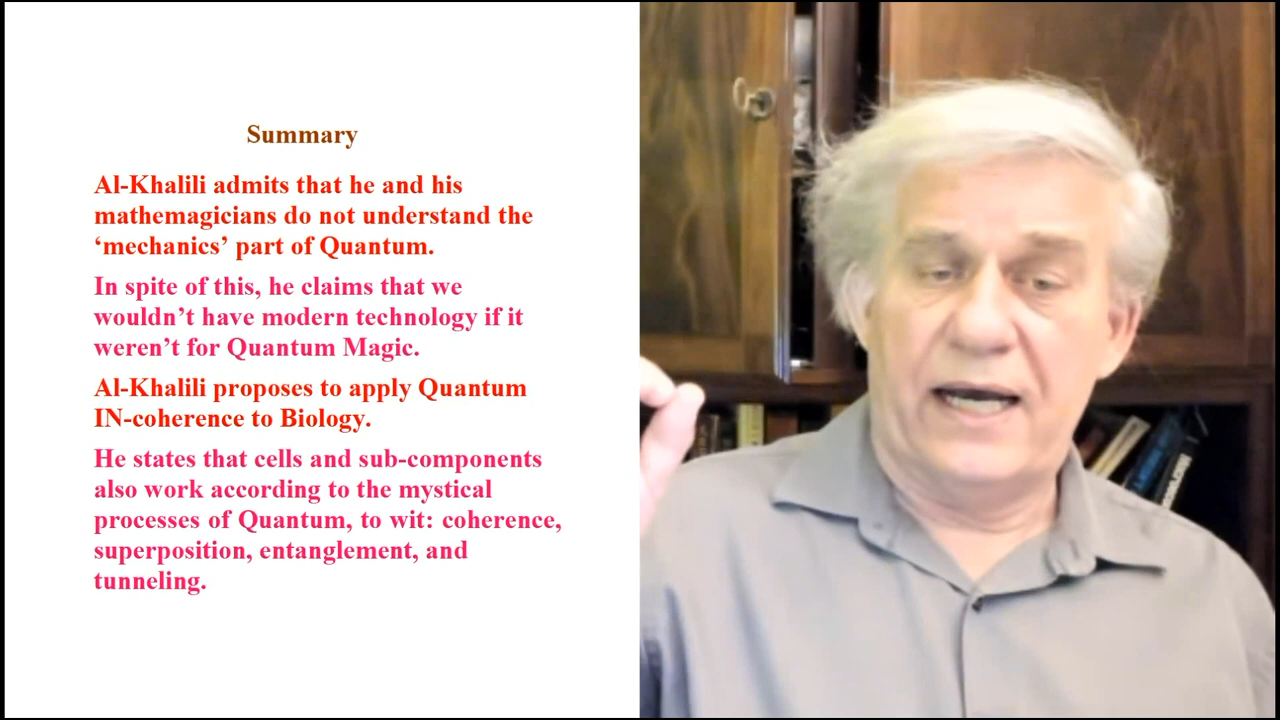 Summary
Al-Khalili admits that he and his
mathemagicians do not understand the
‘mechanics’ part of Quantum.
In spite of this, he claims that we
wouldn’t have modern technology if it
weren’t for Quantum Magic.
Al-Khalili proposes to apply Quantum
IN-coherence to Biology.
He states that cells and sub-components
also work according to the mystical
processes of Quantum, to wit: coherence,
superposition, entanglement, and
tunneling.